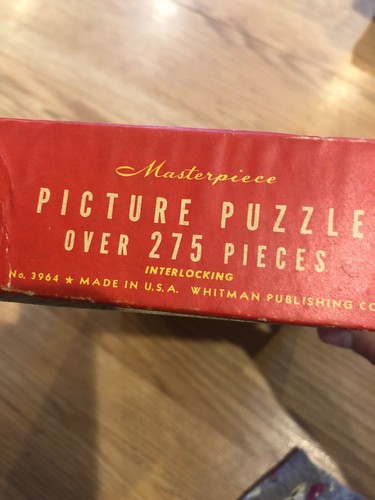 Masterpiece
PICTURE PUZZLE
OVER 275 PIECES
INTERLOCKING
No. 3964 ★ MADE IN U.S.A. WHITMAN PUBLISHING CO